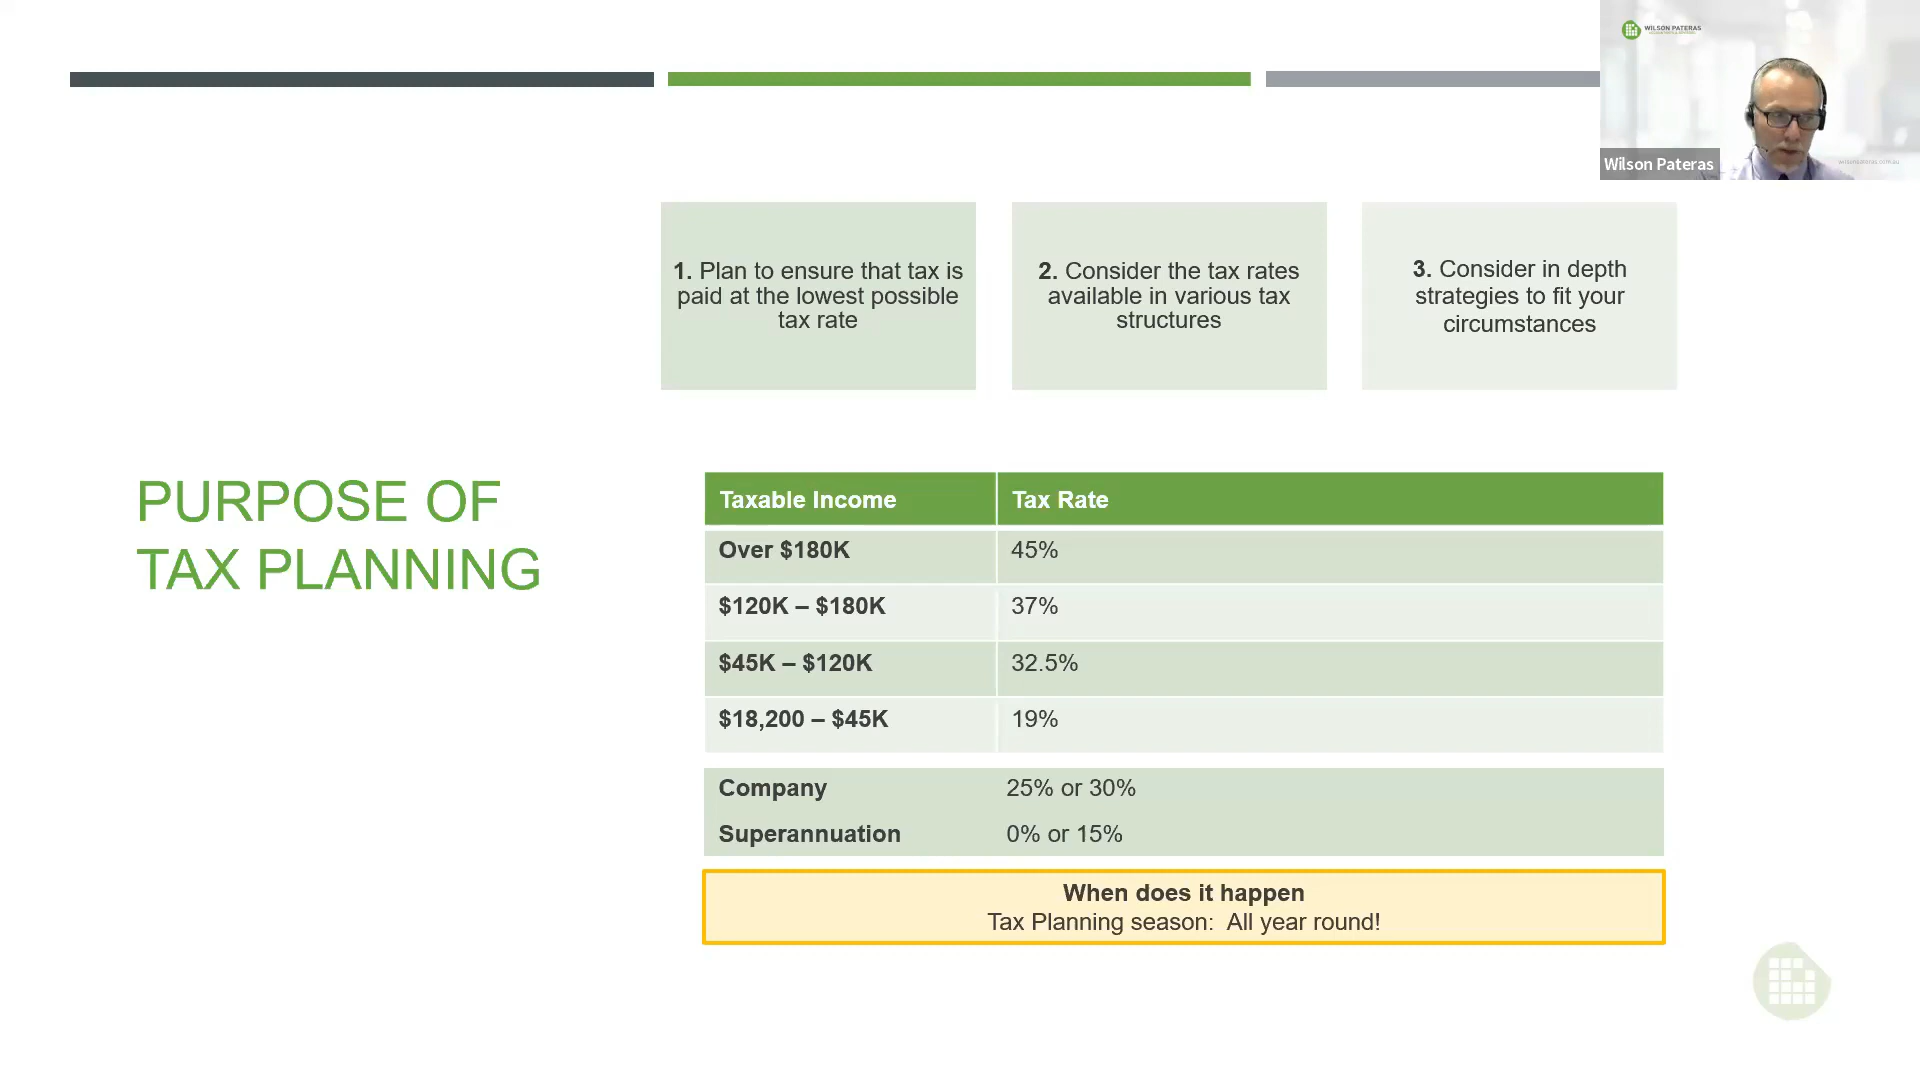 WILSON PATERAS
Wilson Pateras
wilsonpateras.com.au
1. Plan to ensure that tax is
paid at the lowest possible
tax rate
2. Consider the tax rates
available in various tax
structures
3. Consider in depth
strategies to fit your
circumstances
PURPOSE OF
TAX PLANNING
Taxable Income Tax Rate
Over $180K 45%
$120K – $180K 37%
$45K – $120K 32.5%
$18,200 – $45K 19%
Company 25% or 30%
Superannuation 0% or 15%
When does it happen
Tax Planning season:  All year round!